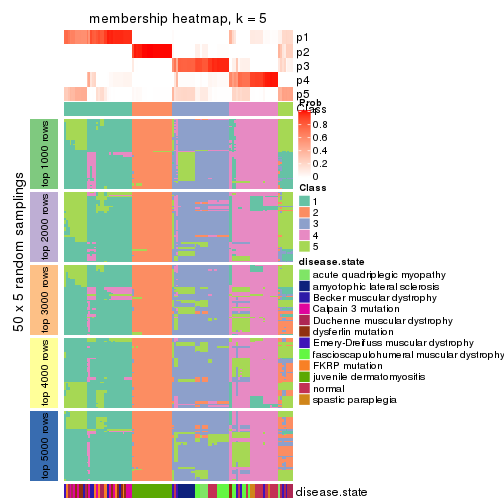 membership heatmap, k = 5
p1
p2
p3
p4
p5
Class
Prob
1
0.8
0.6
0.4
0.2
0
Class
1
2
3
4
5
disease.state
acute quadriplegic myopathy
amyotophic lateral sclerosis
Becker muscular dystrophy
Calpain 3 mutation
Duchenne muscular dystrophy
dysferlin mutation
Emery-Dreifuss muscular dystrophy
fascioscapulohumeral muscular dystrophy
FKRP mutation
juvenile dermatomyositis
normal
spastic paraplegia
50 x 5 random samplings
top 1000 rows
top 2000 rows
top 3000 rows
top 4000 rows
top 5000 rows
disease.state